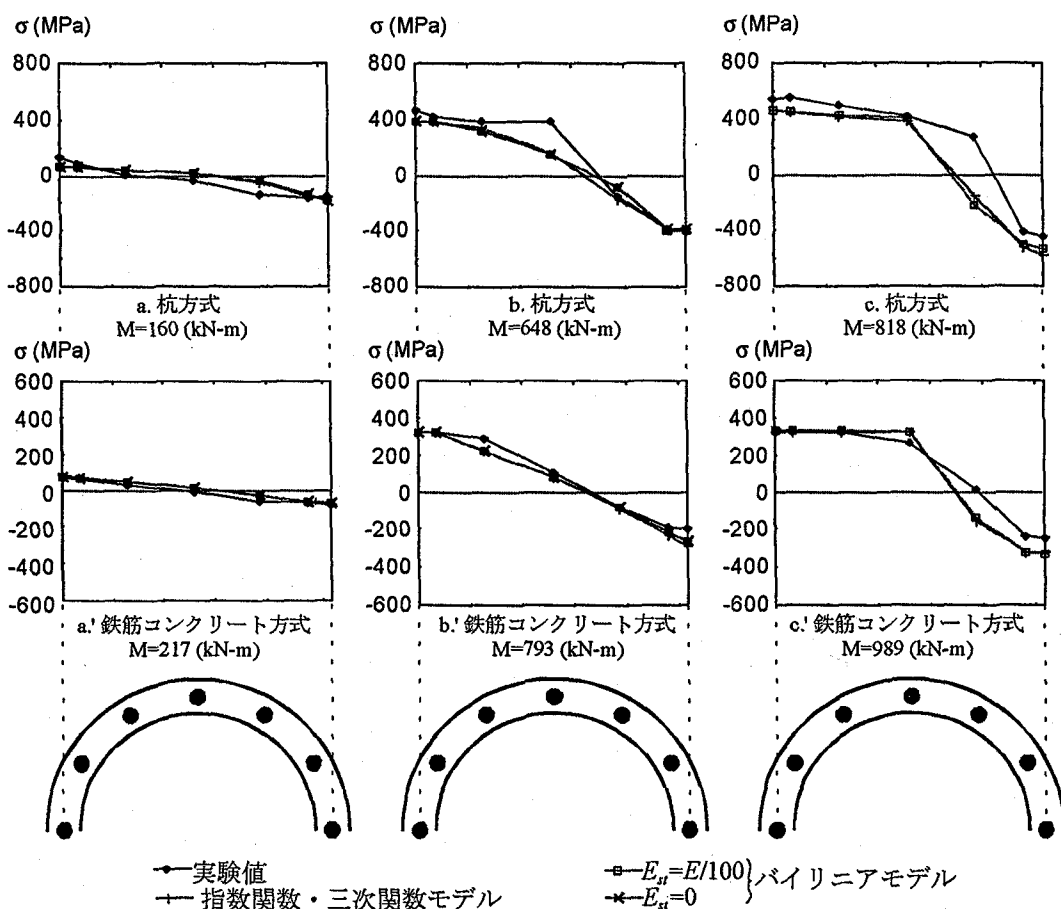 σ (MPa) σ (MPa) σ (MPa)
800 800 800
400 400 400
0 0 0
-400 -400 -400
-800 -800 -800
a. 杭方式 b. 杭方式 c. 杭方式
M=160 (kN-m) M=648 (kN-m) M=818 (kN-m)
σ (MPa) σ (MPa) σ (MPa)
600 600 600
400 400 400
200 200 200
0 0 0
-200 -200 -200
-400 -400 -400
-600 -600 -600
a.' 鉄筋コンクリート方式 b.' 鉄筋コンクリート方式 c.' 鉄筋コンクリート方式
M=217 (kN-m) M=793 (kN-m) M=989 (kN-m)
実験値 Est=E/100
指数関数・三次関数モデル Est=0 バイリニアモデル